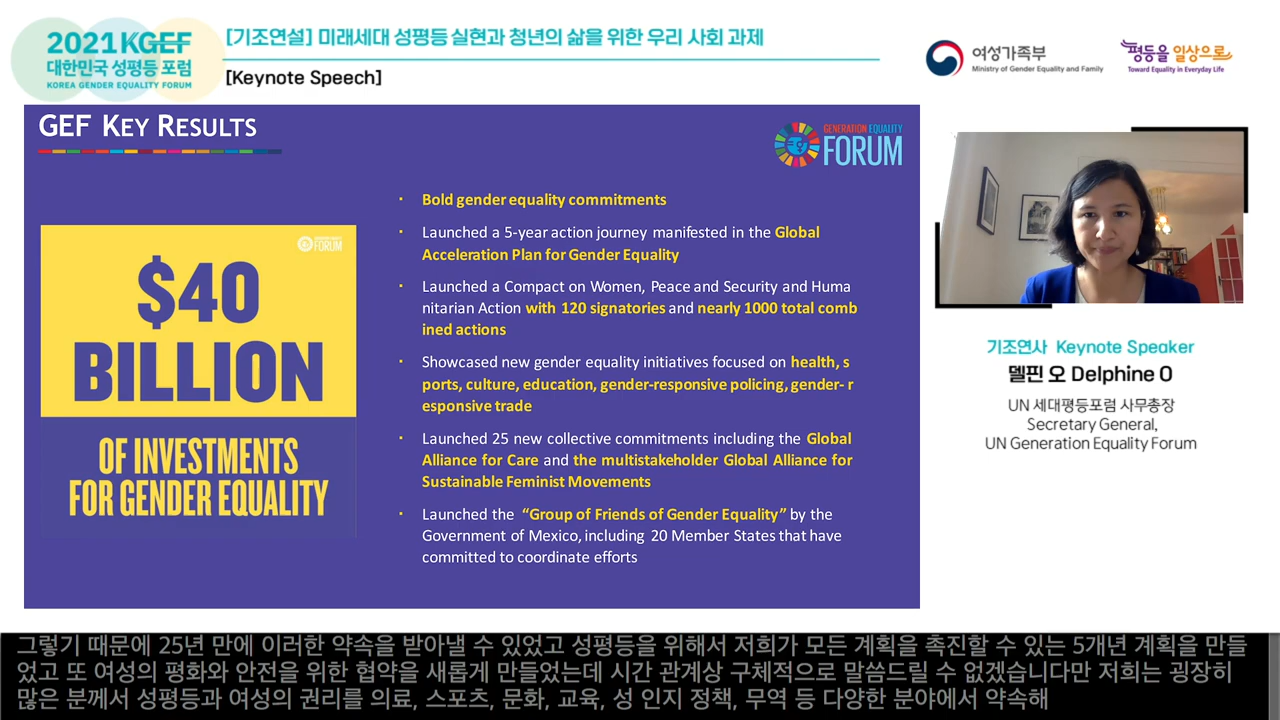 2021 KGEF
대한민국 성평등 포럼
KOREA GENDER EQUALITY FORUM
[기조연설] 미래세대 성평등 실현과 청년의 삶을 위한 우리 사회 과제
[Keynote Speech]
여성가족부
Ministry of Gender Equality and Family
평등을 일상으로
Toward Equality in Everyday Life
GEF KEY RESULTS
GENERATION EQUALITY
FORUM
FORUM
$40
BILLION
OF INVESTMENTS
FOR GENDER EQUALITY
· Bold gender equality commitments
· Launched a 5-year action journey manifested in the Global
Acceleration Plan for Gender Equality
· Launched a Compact on Women, Peace and Security and Huma
nitarian Action with 120 signatories and nearly 1000 total comb
ined actions
· Showcased new gender equality initiatives focused on health, s
ports, culture, education, gender-responsive policing, gender- r
esponsive trade
· Launched 25 new collective commitments including the Global
Alliance for Care and the multistakeholder Global Alliance for
Sustainable Feminist Movements
· Launched the “Group of Friends of Gender Equality” by the
Government of Mexico, including 20 Member States that have
committed to coordinate efforts
기조연사 Keynote Speaker
델핀 오 Delphine O
UN 세대평등포럼 사무총장
Secretary General,
UN Generation Equality Forum
그렇기 때문에 25년 만에 이러한 약속을 받아낼 수 있었고 성평등을 위해서 저희가 모든 계획을 촉진할 수 있는 5개년 계획을 만들
었고 또 여성의 평화와 안전을 위한 협약을 새롭게 만들었는데 시간 관계상 구체적으로 말씀드릴 수 없겠습니다만 저희는 굉장히
많은 분께서 성평등과 여성의 권리를 의료, 스포츠, 문화, 교육, 성 인지 정책, 무역 등 다양한 분야에서 약속해